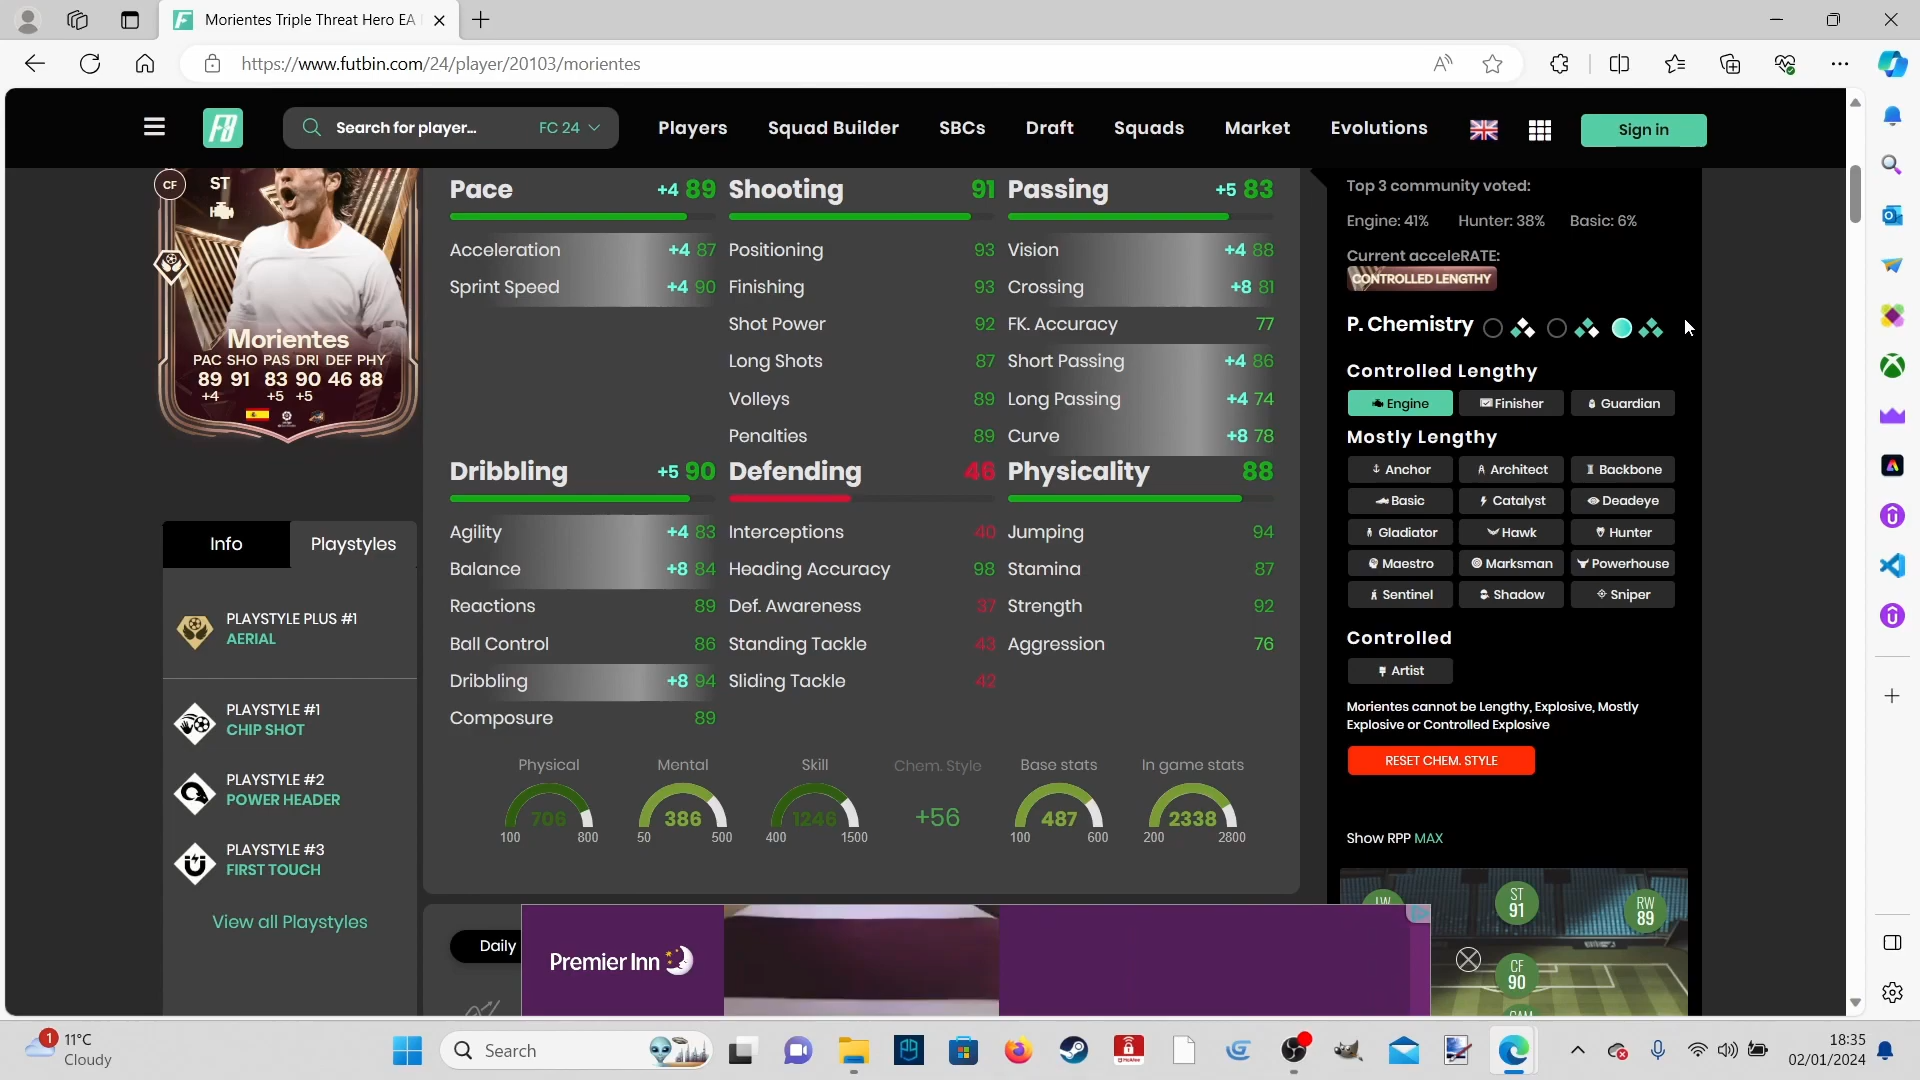 Morientes Triple Threat Hero EA
https://www.futbin.com/24/player/20103/morientes
Search for player... FC 24 Players Squad Builder SBCs Draft Squads Market Evolutions Sign in
CF ST
Morientes
PAC SHO PAS DRI DEF PHY
89 91 83 90 46 88
+4 +5 +5
Info Playstyles
PLAYSTYLE PLUS #1
AERIAL
PLAYSTYLE #1
CHIP SHOT
PLAYSTYLE #2
POWER HEADER
PLAYSTYLE #3
FIRST TOUCH
View all Playstyles
Pace +4 89
Acceleration +4 87
Sprint Speed +4 90
Shooting 91
Positioning 93
Finishing 93
Shot Power 92
Long Shots 87
Volleys 89
Penalties 89
Passing +5 83
Vision +4 88
Crossing +8 81
FK. Accuracy 77
Short Passing +4 86
Long Passing +4 74
Curve +8 78
Dribbling +5 90
Agility +4 83
Balance +8 84
Reactions 89
Ball Control 86
Dribbling +8 94
Composure 89
Defending 46
Interceptions 40
Heading Accuracy 98
Def. Awareness 37
Standing Tackle 43
Sliding Tackle 42
Physicality 88
Jumping 94
Stamina 87
Strength 92
Aggression 76
Physical Mental Skill Chem. Style Base stats In game stats
706 386 1246 +56 487 2338
100 800 50 500 400 1500 100 600 200 2800
Daily
Premier Inn
Top 3 community voted:
Engine: 41% Hunter: 38% Basic: 6%
Current acceleRATE:
CONTROLLED LENGTHY
P. Chemistry
Controlled Lengthy
Engine Finisher Guardian
Mostly Lengthy
Anchor Architect Backbone
Basic Catalyst Deadeye
Gladiator Hawk Hunter
Maestro Marksman Powerhouse
Sentinel Shadow Sniper
Controlled
Artist
Morientes cannot be Lengthy, Explosive, Mostly
Explosive or Controlled Explosive
RESET CHEM. STYLE
Show RPP MAX
LW ST RW
91 89
CF
90
CAM
1 11°C
Cloudy
Search
McAfee
18:35
02/01/2024